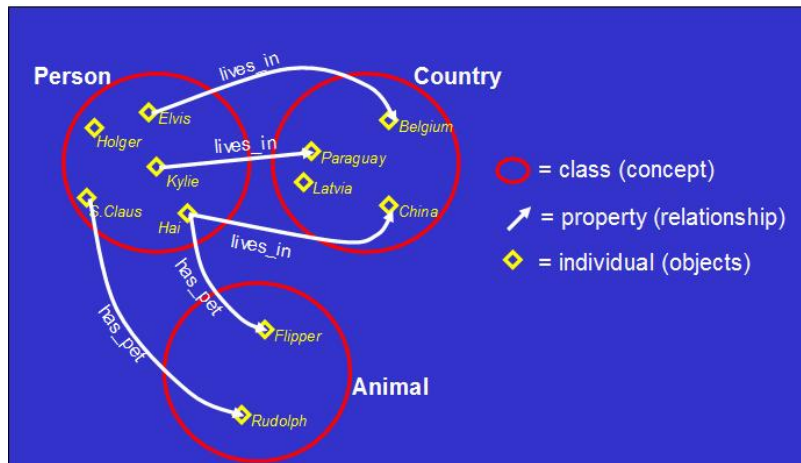 Person
Country
lives_in
Elvis
Holger
Belgium
lives_in
Paraguay
Kylie
Latvia
= class (concept)
S.Claus
Hai
China
= property (relationship)
lives_in
= individual (objects)
has_pet
has_pet
Flipper
Animal
Rudolph